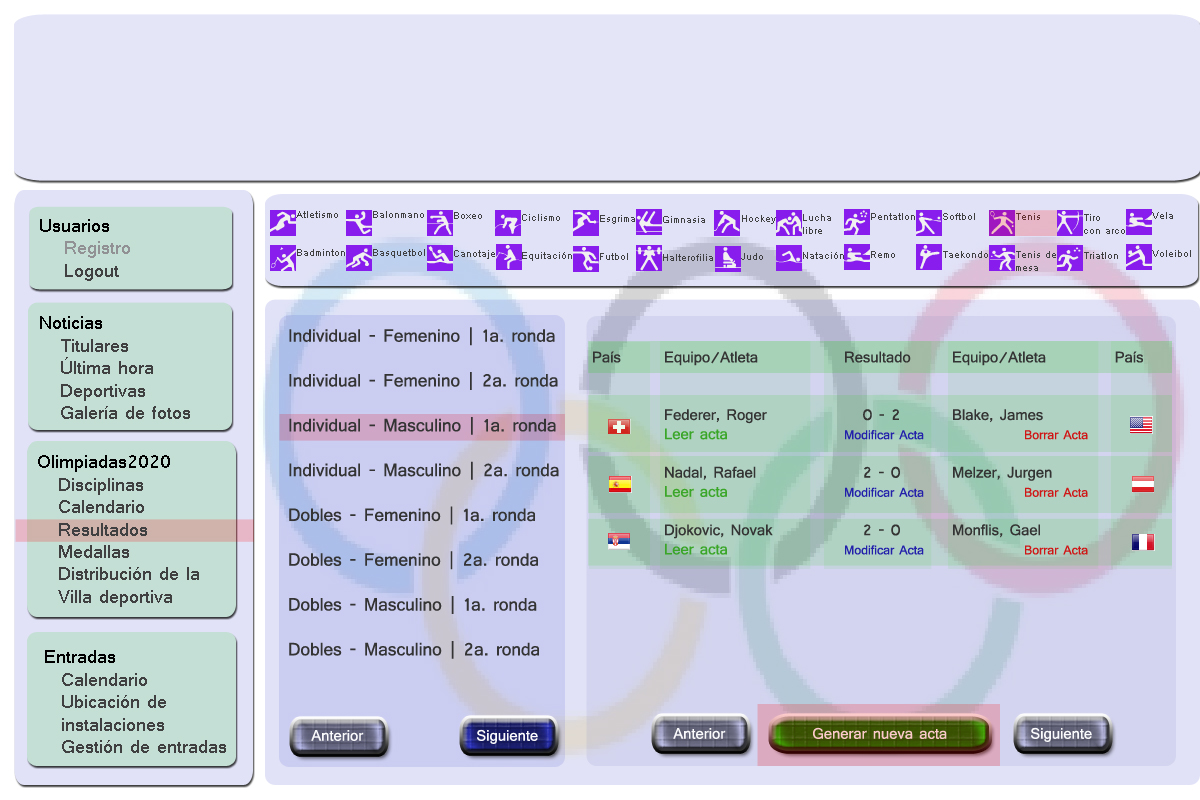 Usuarios
Registro
Logout
Noticias
Titulares
Última hora
Deportivas
Galería de fotos
Olimpiadas2020
Disciplinas
Calendario
Resultados
Medallas
Distribución de la
Villa deportiva
Entradas
Calendario
Ubicación de
instalaciones
Gestión de entradas
Atletismo Balonmano Boxeo Ciclismo Esgrima Gimnasia Hockey Lucha libre Pentatlon Softbol Tenis Tiro con arco Vela
Badminton Basquetbol Canotaje Equitación Futbol Halterofilia Judo Natación Remo Taekondo Tenis de mesa Triatlon Voleibol
Individual - Femenino | 1a. ronda
Individual - Femenino | 2a. ronda
Individual - Masculino | 1a. ronda
Individual - Masculino | 2a. ronda
Dobles - Femenino | 1a. ronda
Dobles - Femenino | 2a. ronda
Dobles - Masculino | 1a. ronda
Dobles - Masculino | 2a. ronda
Anterior Siguiente
País Equipo/Atleta Resultado Equipo/Atleta País
Federer, Roger 0 - 2 Blake, James
Leer acta Modificar Acta Borrar Acta
Nadal, Rafael 2 - 0 Melzer, Jurgen
Leer acta Modificar Acta Borrar Acta
Djokovic, Novak 2 - 0 Monflis, Gael
Leer acta Modificar Acta Borrar Acta
Anterior Generar nueva acta Siguiente